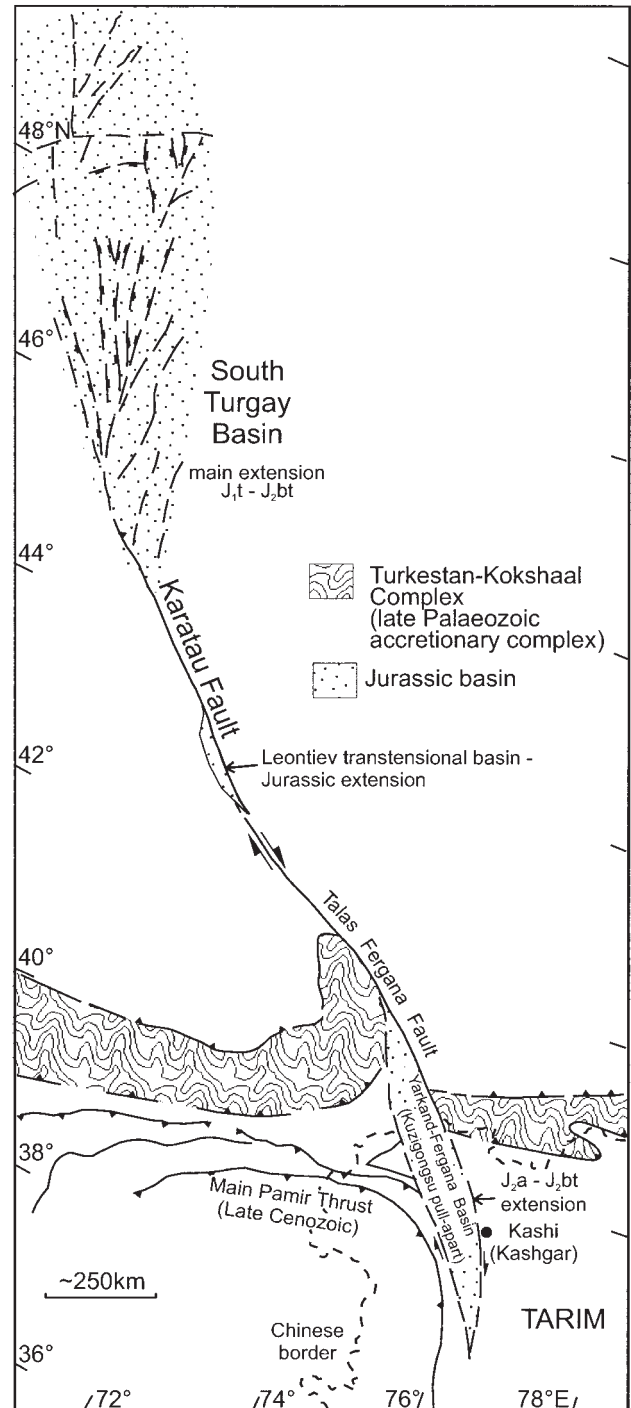 48°N
46°
South
Turgay
Basin
main extension
J₁t - J₂bt
44°
Karatau Fault
Turkestan-Kokshaal
Complex
(late Palaeozoic
accretionary complex)
Jurassic basin
42°
Leontiev transtensional basin -
Jurassic extension
Talas Fergana Fault
40°
Yarkand-Fergana Basin
(Kuzigongsu pull-apart)
38°
J₂a - J₂bt
extension
Main Pamir Thrust
(Late Cenozoic)
Kashi
(Kashgar)
~250km
TARIM
Chinese
border
36°
72°
74°
76°
78°E